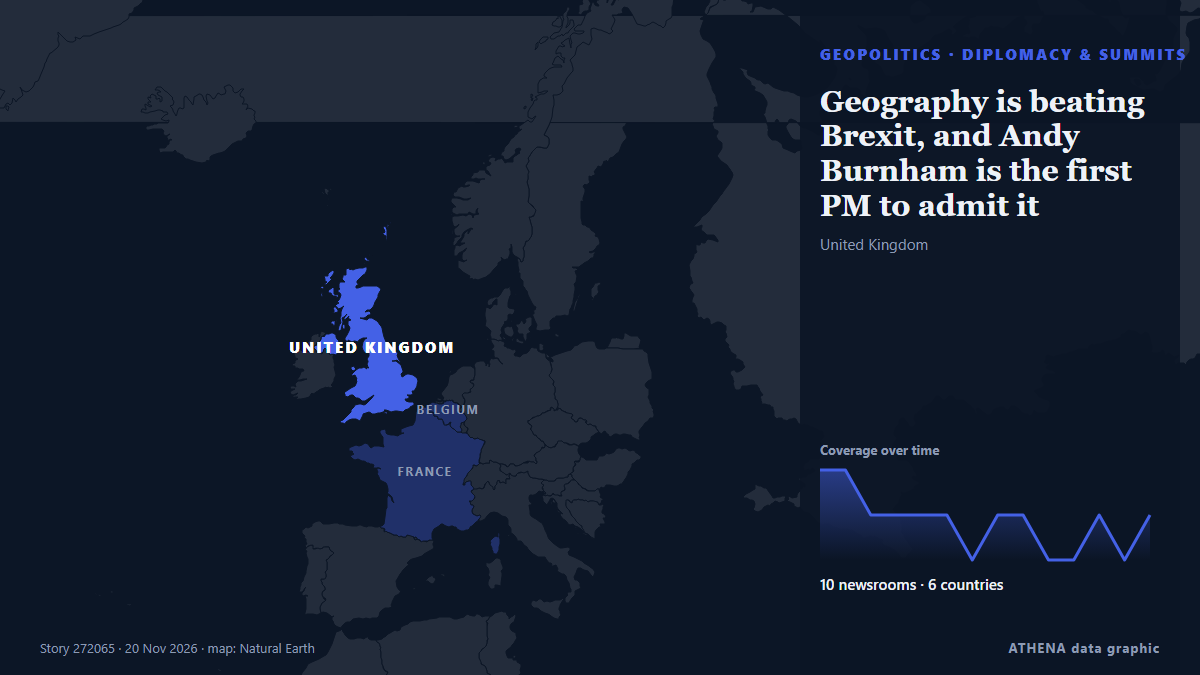 GEOPOLITICS · DIPLOMACY & SUMMITS
Geography is beating
Brexit, and Andy
Burnham is the first
PM to admit it
United Kingdom
UNITED KINGDOM
BELGIUM
FRANCE
Coverage over time
10 newsrooms · 6 countries
Story 272065 · 20 Nov 2026 · map: Natural Earth
ATHENA data graphic